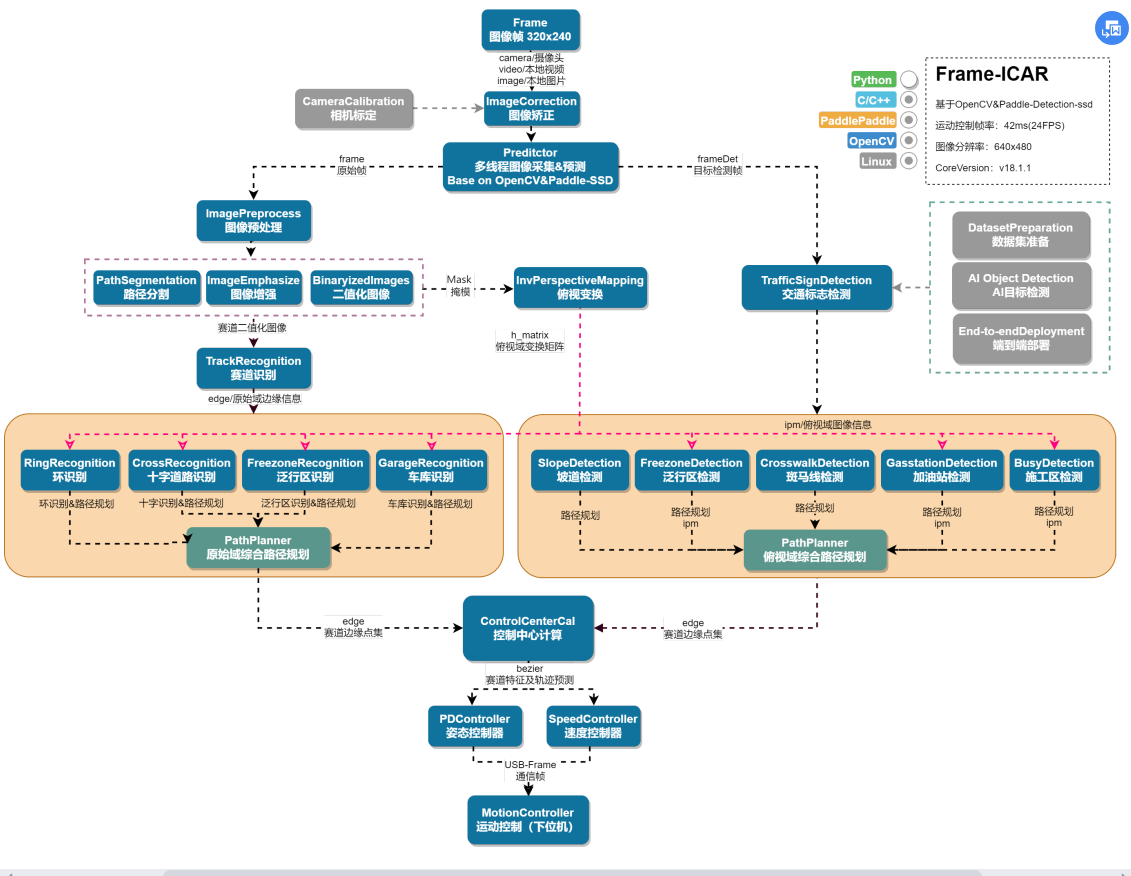 Frame
图像帧 320x240
camera/摄像头
video/本地视频
image/本地图片
CameraCalibration
相机标定
ImageCorrection
图像矫正
Preditctor
多线程图像采集&预测
Base on OpenCV&Paddle-SSD
frame
原始帧
frameDet
目标检测帧
Python
C/C++
PaddlePaddle
OpenCV
Linux
Frame-ICAR
基于OpenCV&Paddle-Detection-ssd
运动控制帧率：42ms(24FPS)
图像分辨率：640x480
CoreVersion：v18.1.1
ImagePreprocess
图像预处理
PathSegmentation
路径分割
ImageEmphasize
图像增强
BinaryizedImages
二值化图像
Mask
掩模
InvPerspectiveMapping
俯视变换
TrafficSignDetection
交通标志检测
DatasetPreparation
数据集准备
AI Object Detection
AI目标检测
End-to-endDeployment
端到端部署
赛道二值化图像
h_matrix
俯视域变换矩阵
TrackRecognition
赛道识别
edge/原始域边缘信息
ipm/俯视域图像信息
RingRecognition
环识别
CrossRecognition
十字道路识别
FreezoneRecognition
泛行区识别
GarageRecognition
车库识别
SlopeDetection
坡道检测
FreezoneDetection
泛行区检测
CrosswalkDetection
斑马线检测
GasstationDetection
加油站检测
BusyDetection
施工区检测
环识别&路径规划
十字识别&路径规划
泛行区识别&路径规划
车库识别&路径规划
路径规划
路径规划
ipm
路径规划
路径规划
ipm
路径规划
ipm
PathPlanner
原始域综合路径规划
PathPlanner
俯视域综合路径规划
edge
赛道边缘点集
ControlCenterCal
控制中心计算
edge
赛道边缘点集
bezier
赛道特征及轨迹预测
PDController
姿态控制器
SpeedController
速度控制器
USB-Frame
通信帧
MotionController
运动控制（下位机）